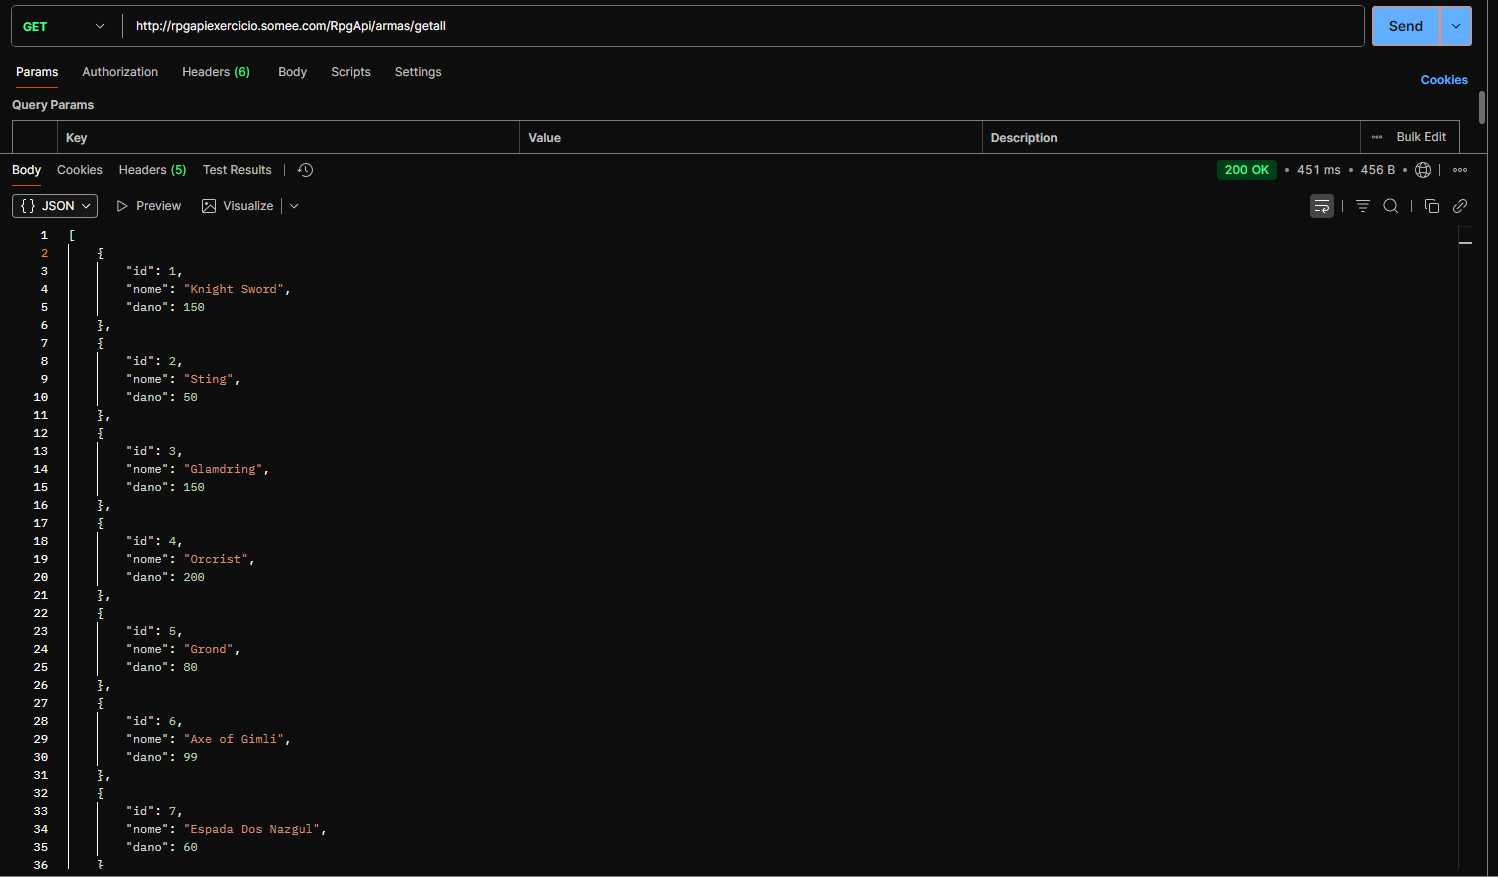 GET http://rpgapiexercicio.somee.com/RpgApi/armas/getall Send
Params Authorization Headers (6) Body Scripts Settings Cookies
Query Params
Key Value Description Bulk Edit
Body Cookies Headers (5) Test Results 200 OK • 451 ms • 456 B •
{} JSON Preview Visualize
1 [
2 {
3 "id": 1,
4 "nome": "Knight Sword",
5 "dano": 150
6 },
7 {
8 "id": 2,
9 "nome": "Sting",
10 "dano": 50
11 },
12 {
13 "id": 3,
14 "nome": "Glamdring",
15 "dano": 150
16 },
17 {
18 "id": 4,
19 "nome": "Orcrist",
20 "dano": 200
21 },
22 {
23 "id": 5,
24 "nome": "Grond",
25 "dano": 80
26 },
27 {
28 "id": 6,
29 "nome": "Axe of Gimli",
30 "dano": 99
31 },
32 {
33 "id": 7,
34 "nome": "Espada Dos Nazgul",
35 "dano": 60
36 }